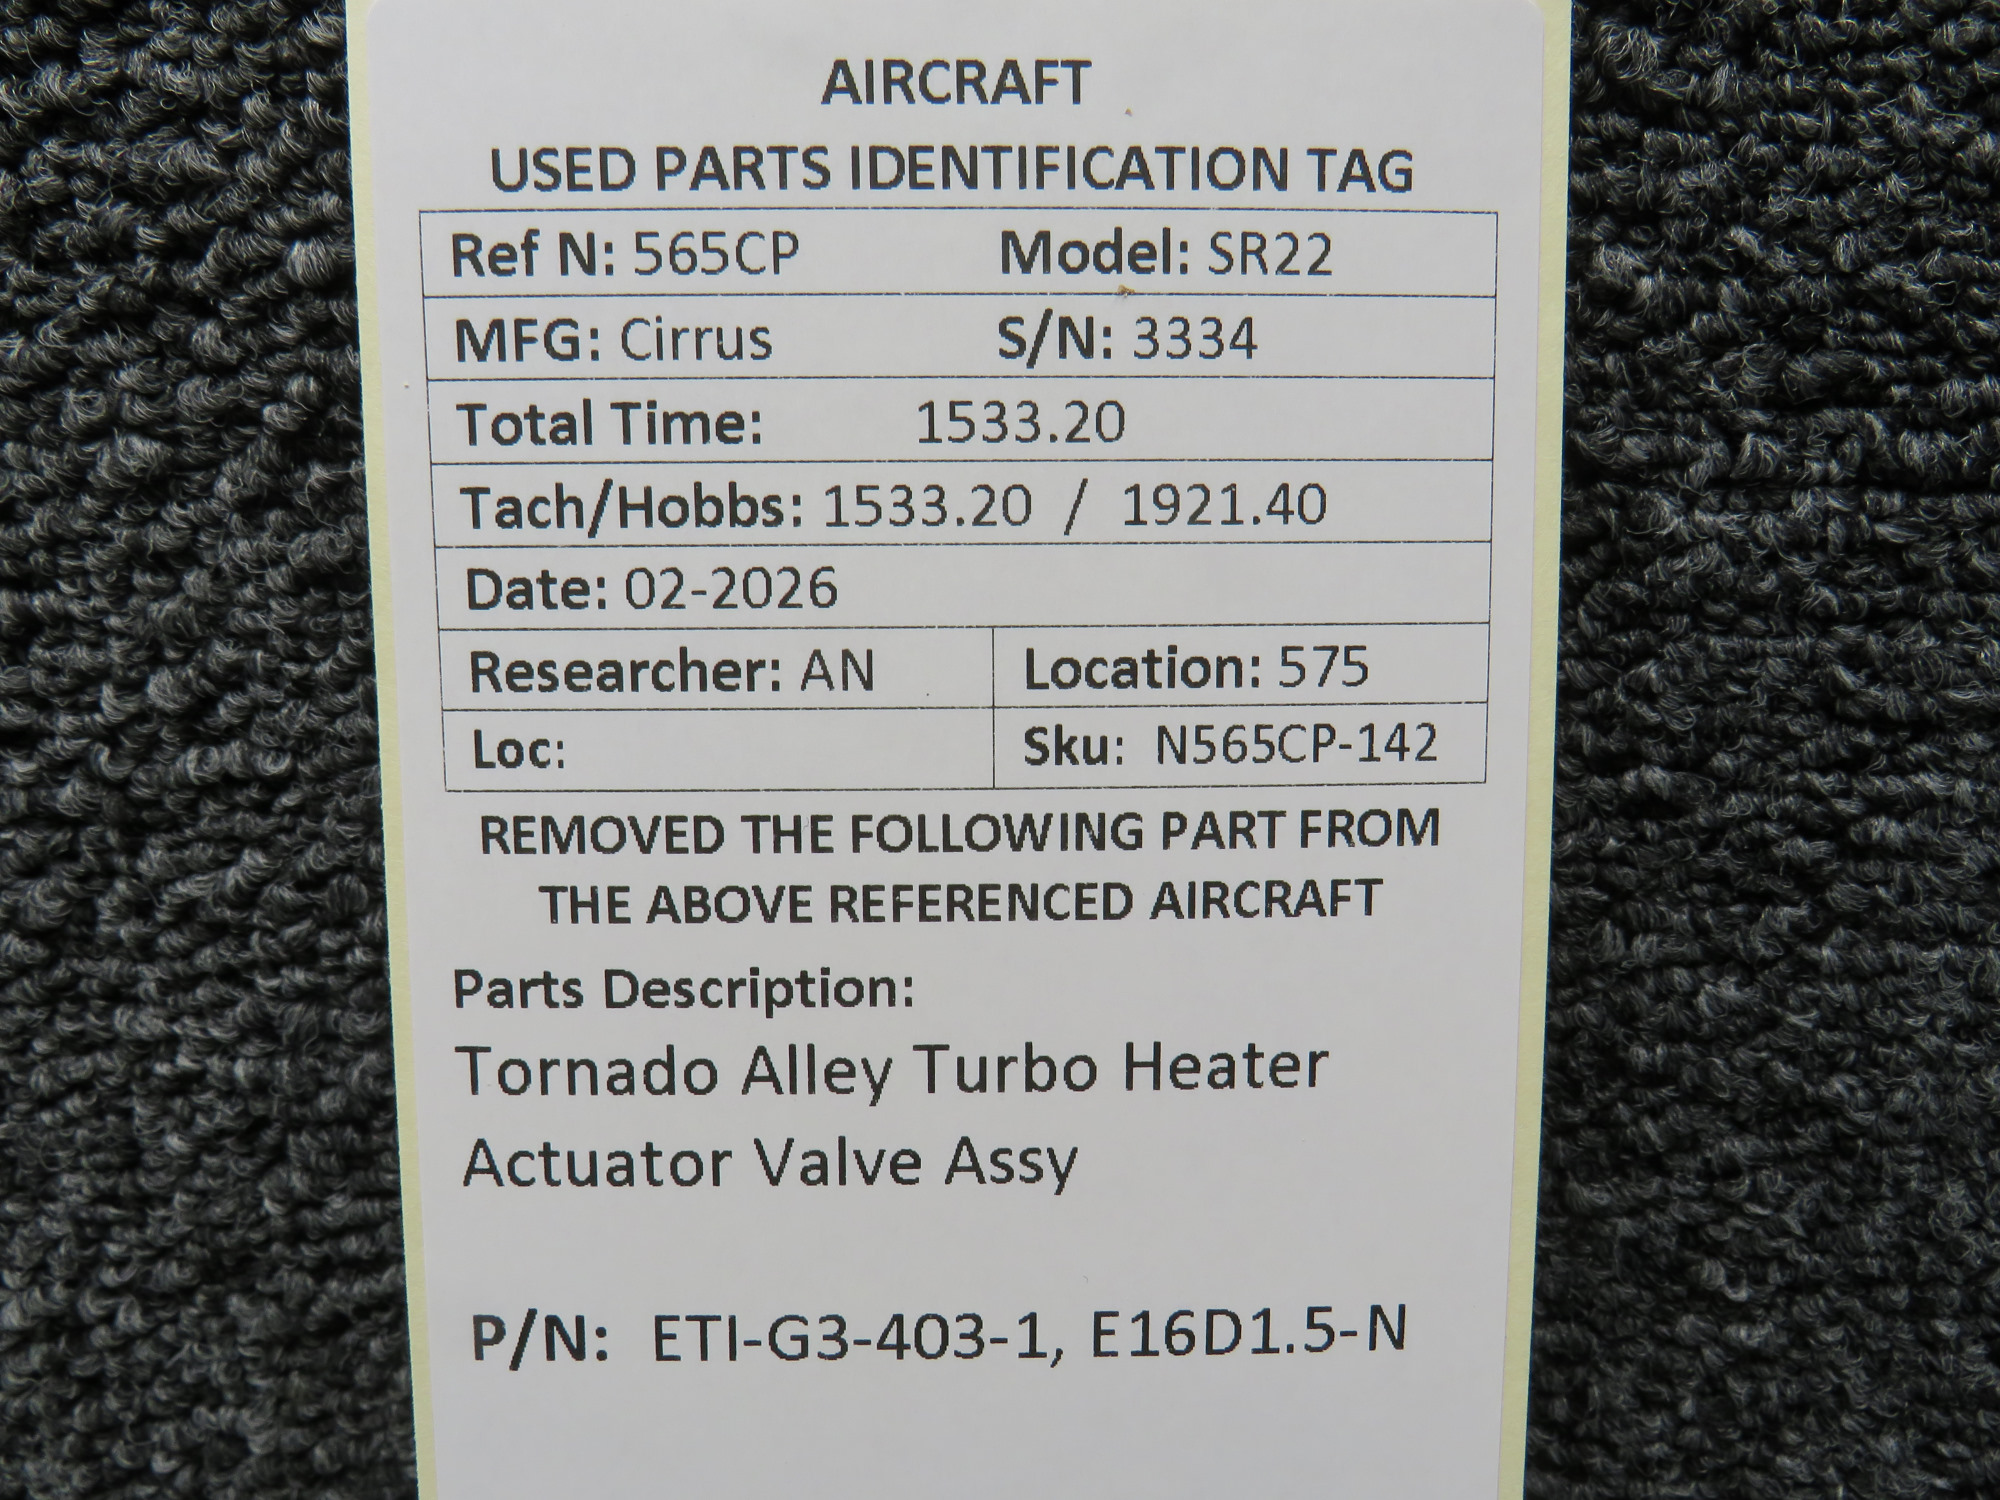 AIRCRAFT
USED PARTS IDENTIFICATION TAG
Ref N: 565CP Model: SR22
MFG: Cirrus S/N: 3334
Total Time: 1533.20
Tach/Hobbs: 1533.20 / 1921.40
Date: 02-2026
Researcher: AN Location: 575
Loc: Sku: N565CP-142
REMOVED THE FOLLOWING PART FROM
THE ABOVE REFERENCED AIRCRAFT
Parts Description:
Tornado Alley Turbo Heater
Actuator Valve Assy
P/N: ETI-G3-403-1, E16D1.5-N